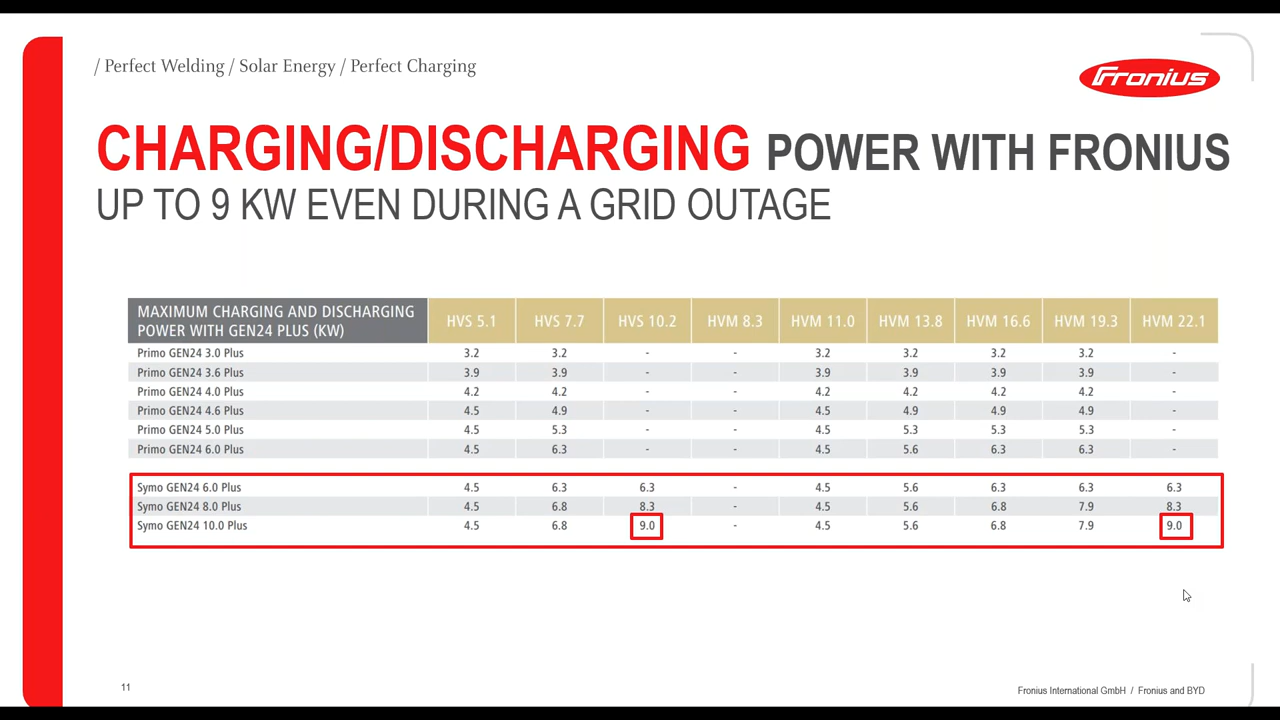 / Perfect Welding / Solar Energy / Perfect Charging
Fronius
CHARGING/DISCHARGING POWER WITH FRONIUS
UP TO 9 KW EVEN DURING A GRID OUTAGE
MAXIMUM CHARGING AND DISCHARGING POWER WITH GEN24 PLUS (KW) HVS 5.1 HVS 7.7 HVS 10.2 HVM 8.3 HVM 11.0 HVM 13.8 HVM 16.6 HVM 19.3 HVM 22.1
Primo GEN24 3.0 Plus 3.2 3.2 - - 3.2 3.2 3.2 3.2 -
Primo GEN24 3.6 Plus 3.9 3.9 - - 3.9 3.9 3.9 3.9 -
Primo GEN24 4.0 Plus 4.2 4.2 - - 4.2 4.2 4.2 4.2 -
Primo GEN24 4.6 Plus 4.5 4.9 - - 4.5 4.9 4.9 4.9 -
Primo GEN24 5.0 Plus 4.5 5.3 - - 4.5 5.3 5.3 5.3 -
Primo GEN24 6.0 Plus 4.5 6.3 - - 4.5 5.6 6.3 6.3 -
Symo GEN24 6.0 Plus 4.5 6.3 6.3 - 4.5 5.6 6.3 6.3 6.3
Symo GEN24 8.0 Plus 4.5 6.8 8.3 - 4.5 5.6 6.8 7.9 8.3
Symo GEN24 10.0 Plus 4.5 6.8 9.0 - 4.5 5.6 6.8 7.9 9.0
11
Fronius International GmbH / Fronius and BYD